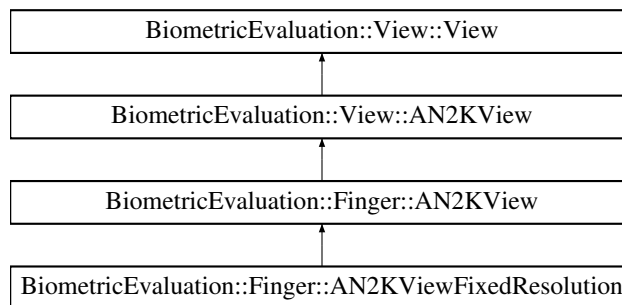 BiometricEvaluation::View::View
BiometricEvaluation::View::AN2KView
BiometricEvaluation::Finger::AN2KView
BiometricEvaluation::Finger::AN2KViewFixedResolution